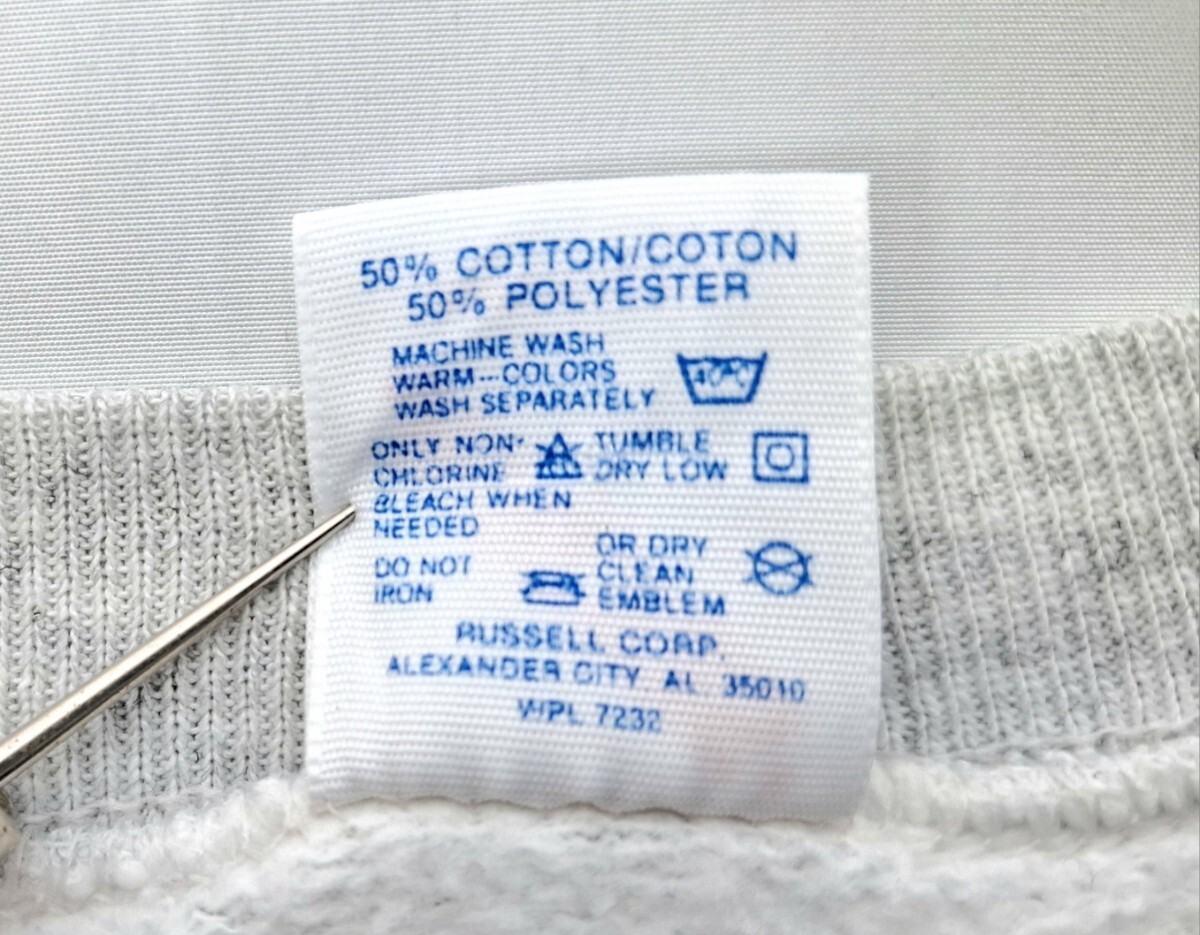 50% COTTON/COTON
50% POLYESTER
MACHINE WASH
WARM--COLORS
WASH SEPARATELY
40°C
ONLY NON-
CHLORINE
BLEACH WHEN
NEEDED
TUMBLE
DRY LOW
DO NOT
IRON
OR DRY
CLEAN
EMBLEM
RUSSELL CORP.
ALEXANDER CITY, AL 35010
WPL 7232